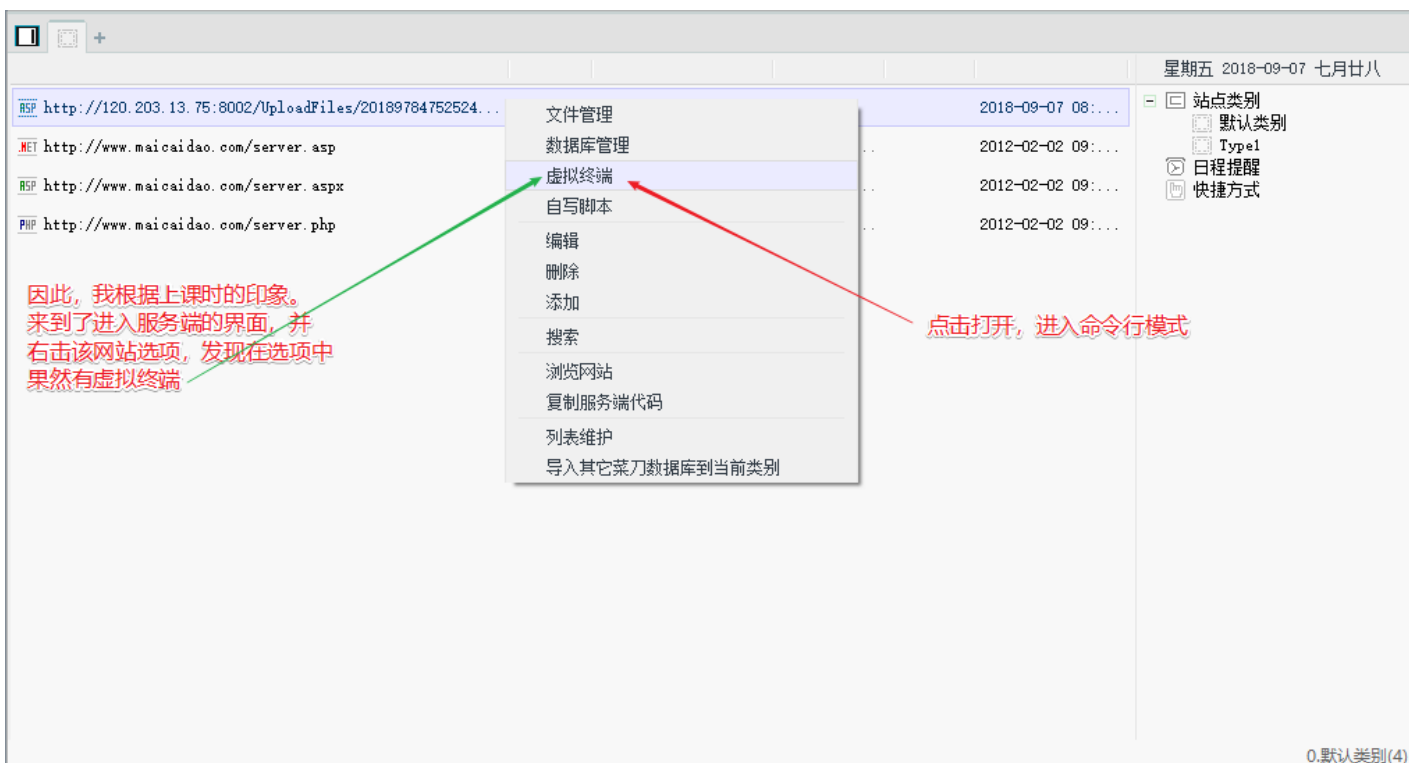 +
星期五 2018-09-07 七月廿八
ASP http://120.203.13.75:8002/UploadFiles/20189784752524... 2018-09-07 08:...
.NET http://www.maicaidao.com/server.asp .. 2012-02-02 09:...
ASP http://www.maicaidao.com/server.aspx .. 2012-02-02 09:...
PHP http://www.maicaidao.com/server.php .. 2012-02-02 09:...
文件管理
数据库管理
虚拟终端
自写脚本
编辑
删除
添加
搜索
浏览网站
复制服务端代码
列表维护
导入其它菜刀数据库到当前类别
站点类别
默认类别
Type1
日程提醒
快捷方式
因此，我根据上课时的印象。
来到了进入服务端的界面，并
右击该网站选项，发现在选项中
果然有虚拟终端
点击打开，进入命令行模式
0.默认类别(4)